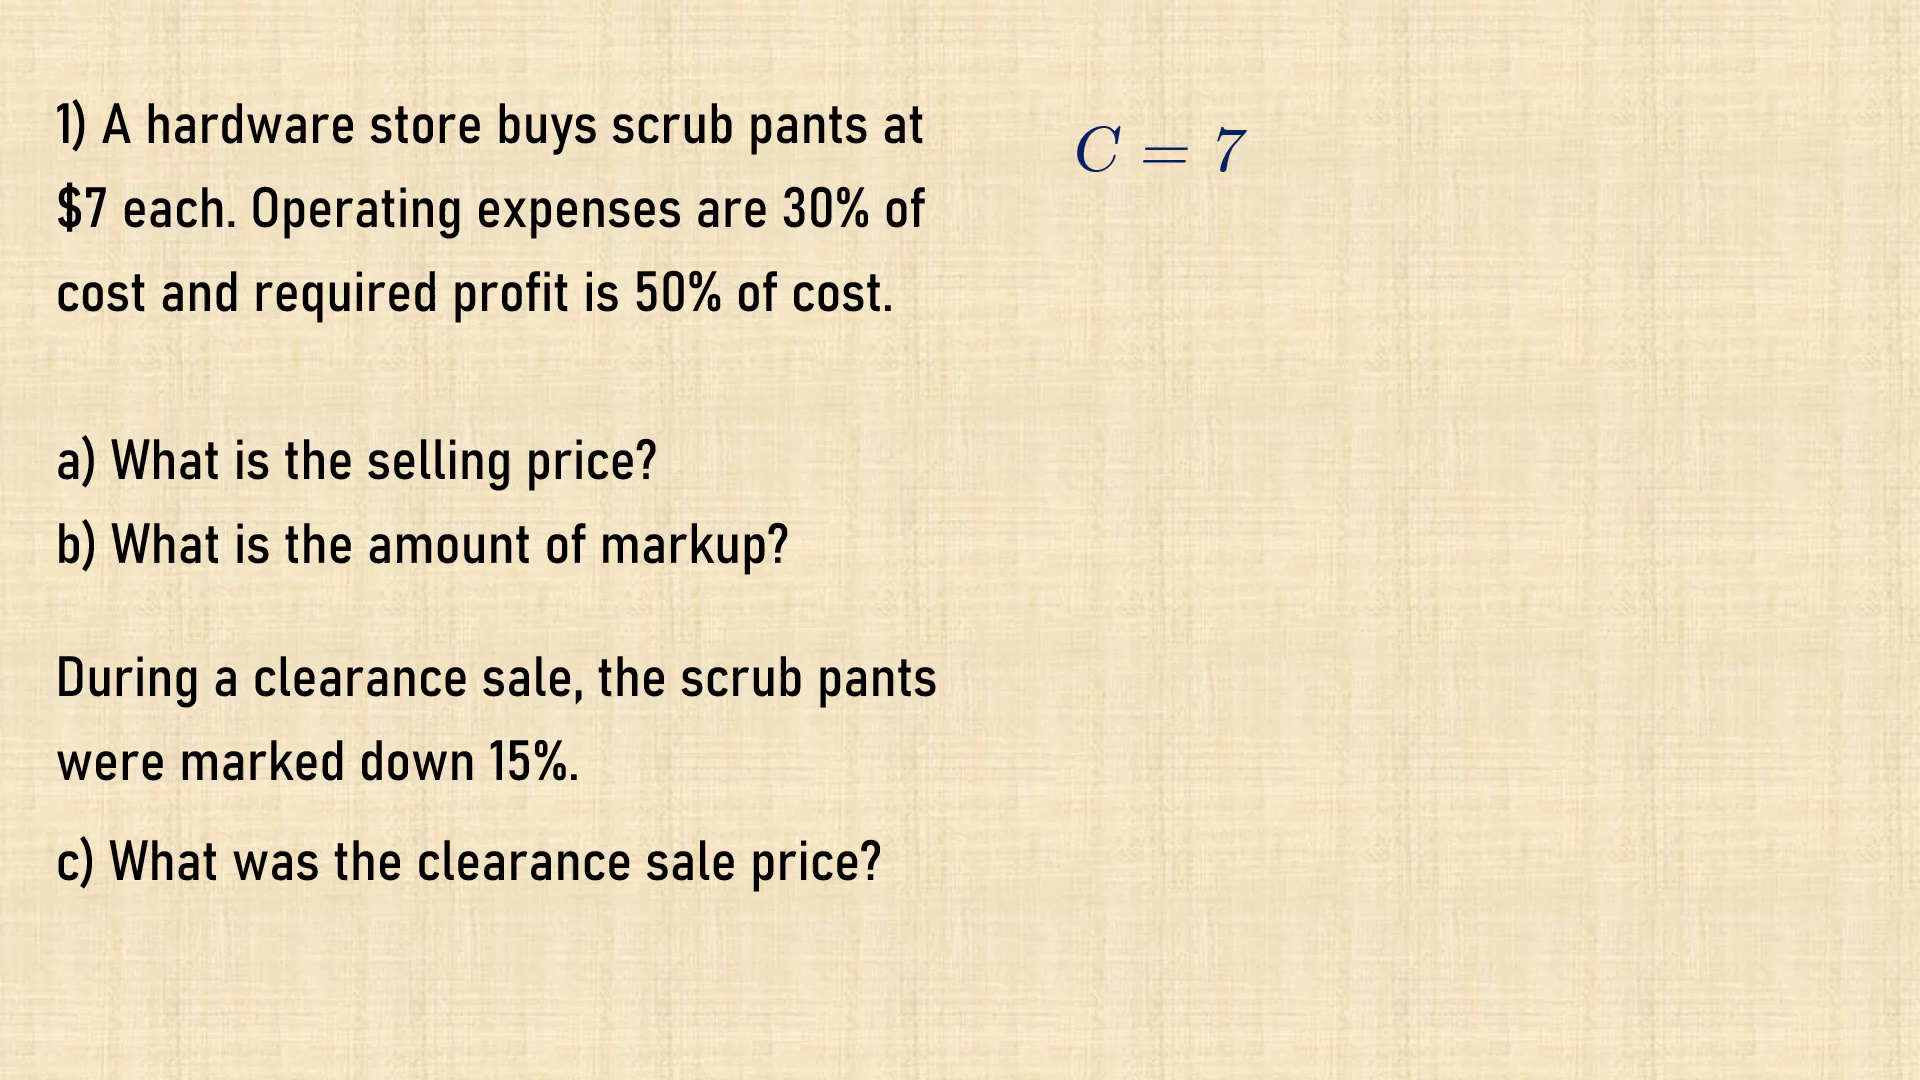 1) A hardware store buys scrub pants at
$7 each. Operating expenses are 30% of
cost and required profit is 50% of cost.
a) What is the selling price?
b) What is the amount of markup?
During a clearance sale, the scrub pants
were marked down 15%.
c) What was the clearance sale price?
C = 7